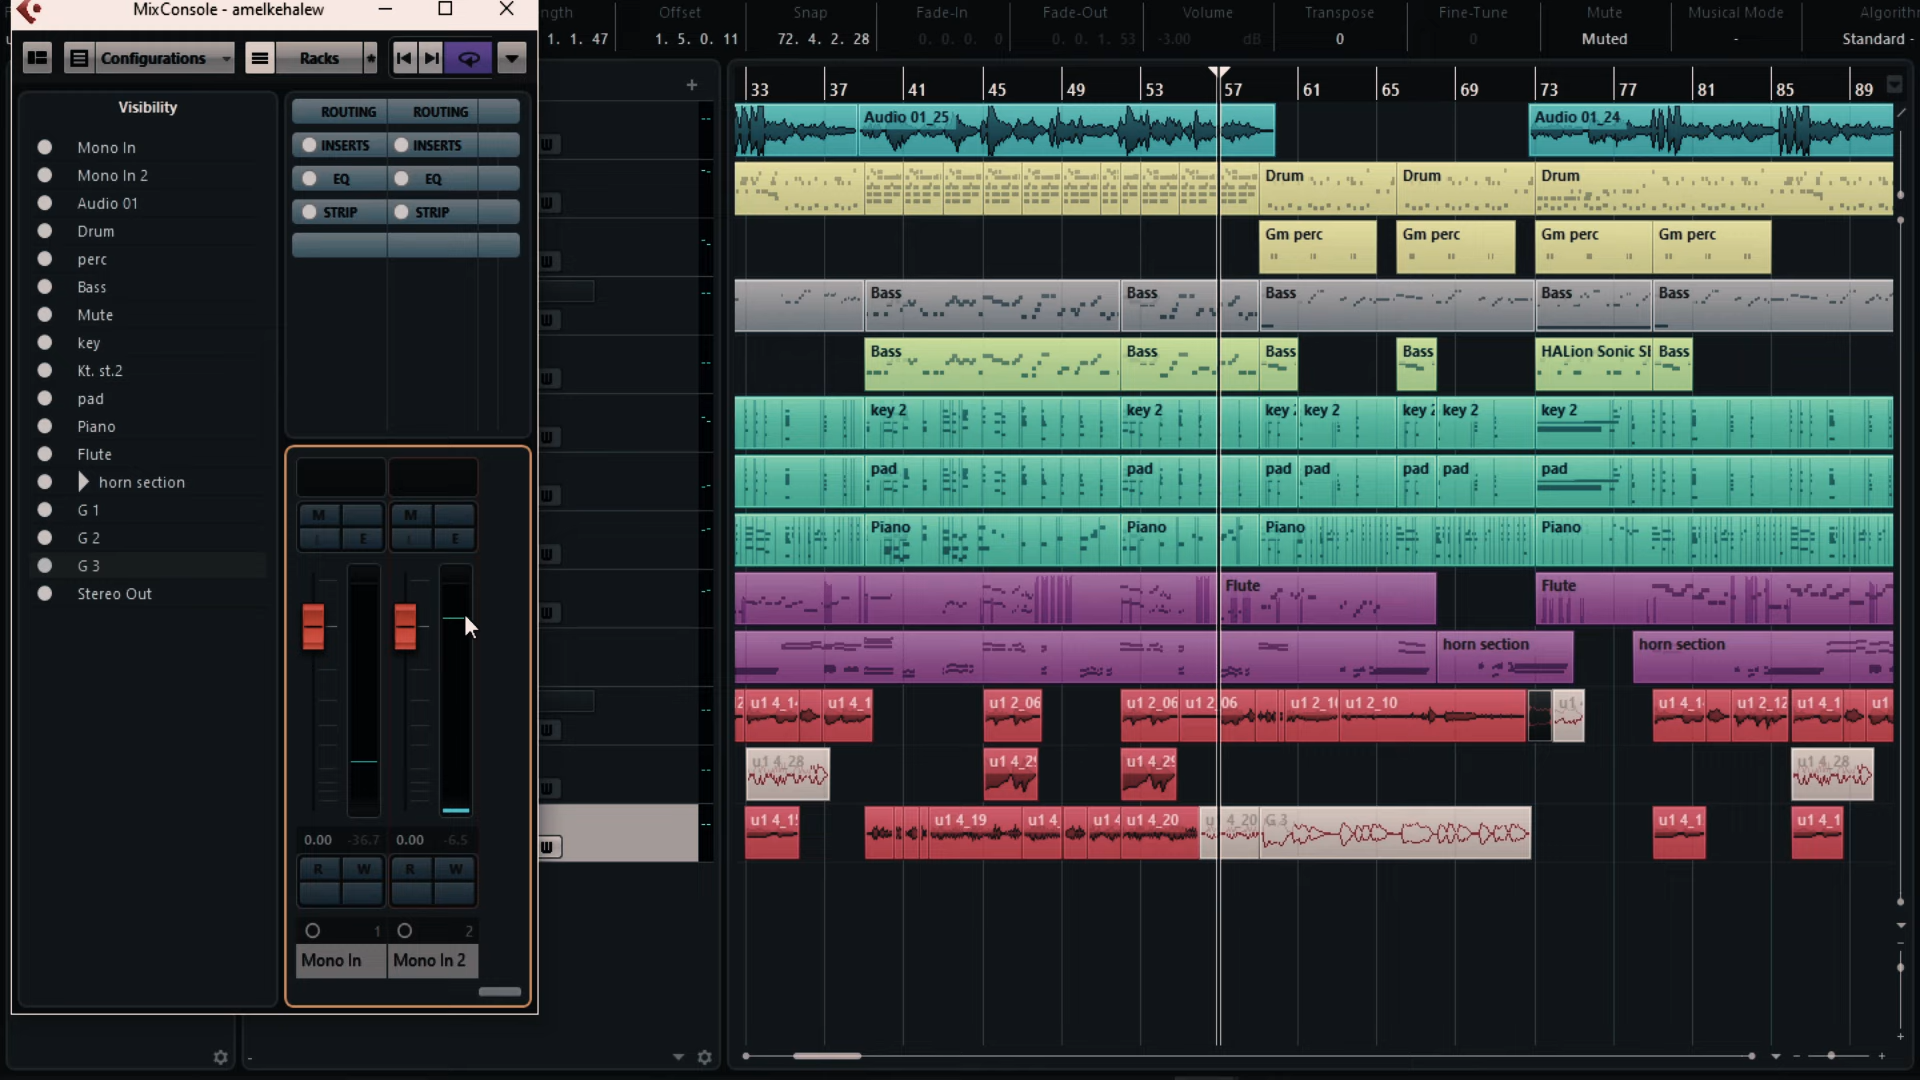 MixConsole - amelkehalew
Configurations
Racks
Visibility
Mono In
Mono In 2
Audio 01
Drum
perc
Bass
Mute
key
Kt. st.2
pad
Piano
Flute
horn section
G 1
G 2
G 3
Stereo Out
ROUTING ROUTING
INSERTS INSERTS
EQ EQ
STRIP STRIP
M M
E E
0.00 -36.7 0.00 -6.5
R W R W
1 2
Mono In Mono In 2
ngth Offset Snap Fade-In Fade-Out Volume Transpose Fine-Tune Mute Musical Mode Algorith
1. 1. 47 1. 5. 0. 11 72. 4. 2. 28 0. 0. 0. 0 0. 0. 1. 53 -3.00 dB 0 0 Muted - Standard -
33 37 41 45 49 53 57 61 65 69 73 77 81 85 89
Audio 01_25 Audio 01_24
Drum Drum Drum
Gm perc Gm perc Gm perc Gm perc
Bass Bass Bass Bass Bass
Bass Bass Bass Bass HALion Sonic SE Bass
key 2 key 2 key 2 key 2 key 2 key 2 key 2
pad pad pad pad pad pad pad
Piano Piano Piano Piano
Flute Flute
horn section horn section
u1 4_14 u1 4_1 u1 2_06 u1 2_06 u1 2_06 u1 2_10 u1 2_10 u1 u1 4_1 u1 2_12 u1 4_1 u1
u1 4_28 u1 4_29 u1 4_29 u1 4_28
u1 4_15 u1 4_19 u1 4_ u1 4 u1 4_20 u 4_20 G 3 u1 4_1 u1 4_1